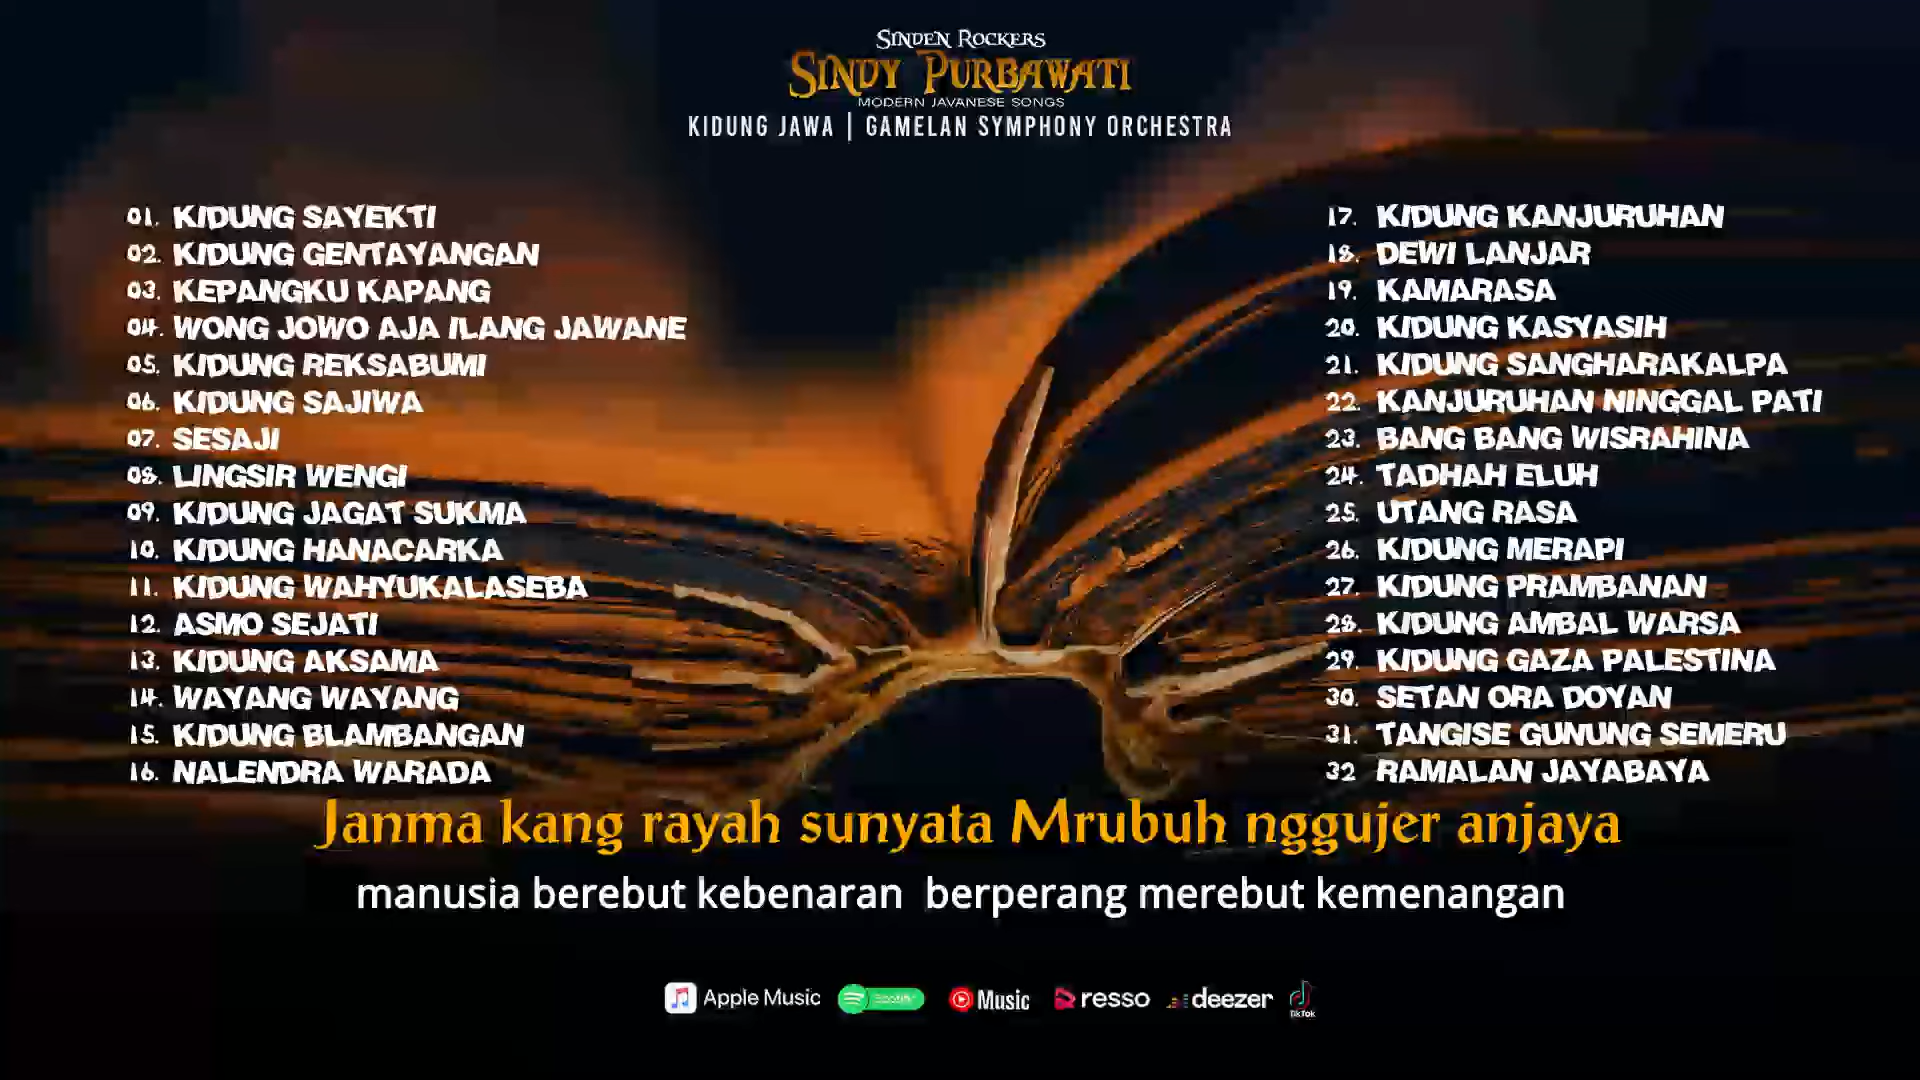 SINDEN ROCKERS
SINDY PURBAWATI
MODERN JAVANESE SONGS
KIDUNG JAWA | GAMELAN SYMPHONY ORCHESTRA
01. KIDUNG SAYEKTI
02. KIDUNG GENTAYANGAN
03. KEPANGKU KAPANG
04. WONG JOWO AJA ILANG JAWANE
05. KIDUNG REKSABUMI
06. KIDUNG SAJIWA
07. SESAJI
08. LINGSIR WENGI
09. KIDUNG JAGAT SUKMA
10. KIDUNG HANACARKA
11. KIDUNG WAHYUKALASEBA
12. ASMO SEJATI
13. KIDUNG AKSAMA
14. WAYANG WAYANG
15. KIDUNG BLAMBANGAN
16. NALENDRA WARADA
17. KIDUNG KANJURUHAN
18. DEWI LANJAR
19. KAMARASA
20. KIDUNG KASYASIH
21. KIDUNG SANGHARAKALPA
22. KANJURUHAN NINGGAL PATI
23. BANG BANG WISRAHINA
24. TADHAH ELUH
25. UTANG RASA
26. KIDUNG MERAPI
27. KIDUNG PRAMBANAN
28. KIDUNG AMBAL WARSA
29. KIDUNG GAZA PALESTINA
30. SETAN ORA DOYAN
31. TANGISE GUNUNG SEMERU
32 RAMALAN JAYABAYA
Janma kang rayah sunyata Mrubuh nggujer anjaya
manusia berebut kebenaran berperang merebut kemenangan
Apple Music Spotify Music resso deezer TikTok